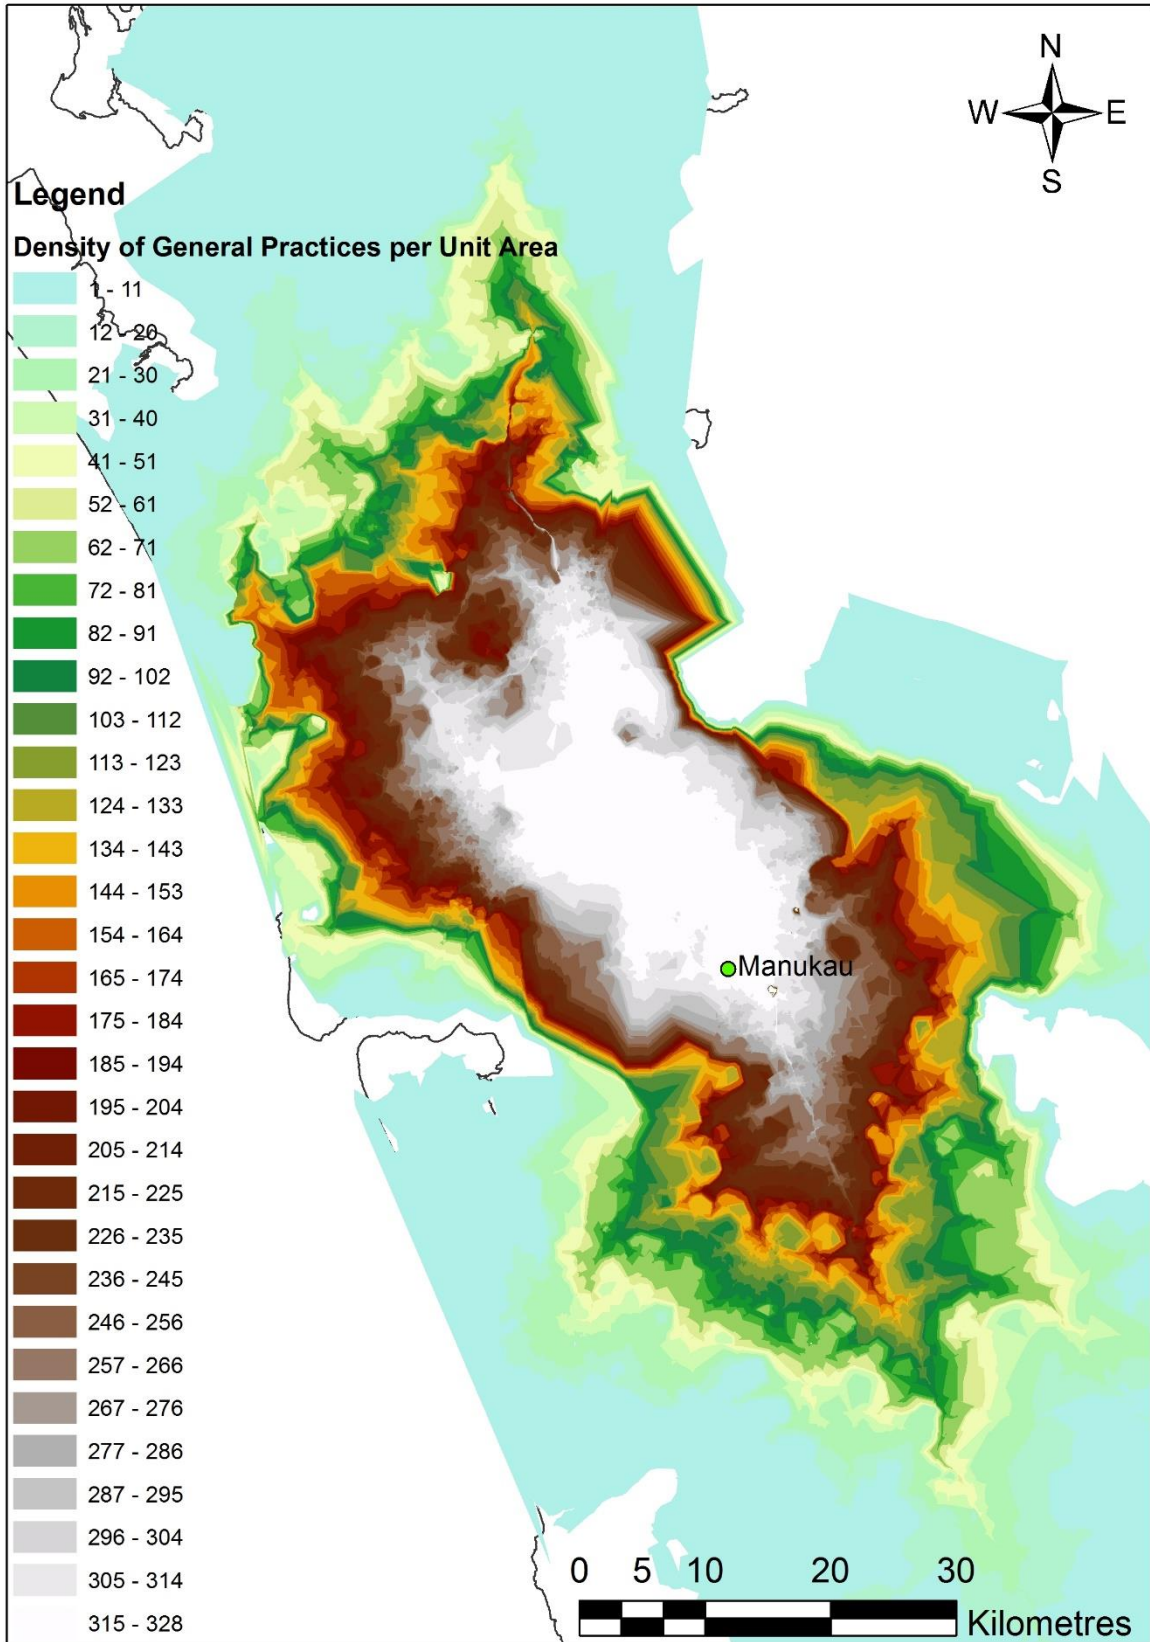 N
W E
S
Legend
Density of General Practices per Unit Area
1 - 11
12 - 20
21 - 30
31 - 40
41 - 51
52 - 61
62 - 71
72 - 81
82 - 91
92 - 102
103 - 112
113 - 123
124 - 133
134 - 143
144 - 153
154 - 164
165 - 174
175 - 184
185 - 194
195 - 204
205 - 214
215 - 225
226 - 235
236 - 245
246 - 256
257 - 266
267 - 276
277 - 286
287 - 295
296 - 304
305 - 314
315 - 328
Manukau
0 5 10 20 30
Kilometres